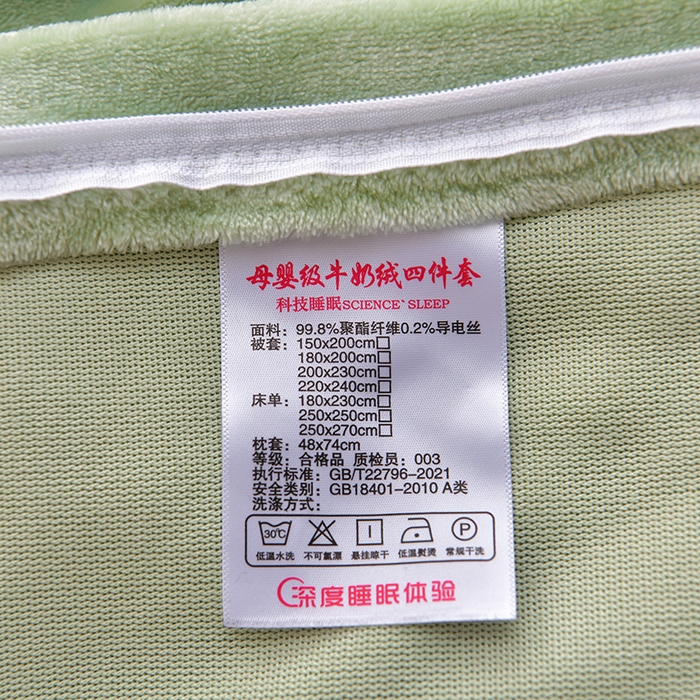 母婴级牛奶绒四件套
科技睡眠SCIENCE`SLEEP
面料：99.8%聚酯纤维0.2%导电丝
被套：150x200cm□
180x200cm□
200x230cm□
220x240cm□
床单：180x230cm□
250x250cm□
250x270cm□
枕套：48x74cm
等级：合格品 质检员：003
执行标准：GB/T22796-2021
安全类别：GB18401-2010 A类
洗涤方式：
30℃ P
低温水洗 不可氯漂 悬挂晾干 低温熨烫 常规干洗
深度睡眠体验